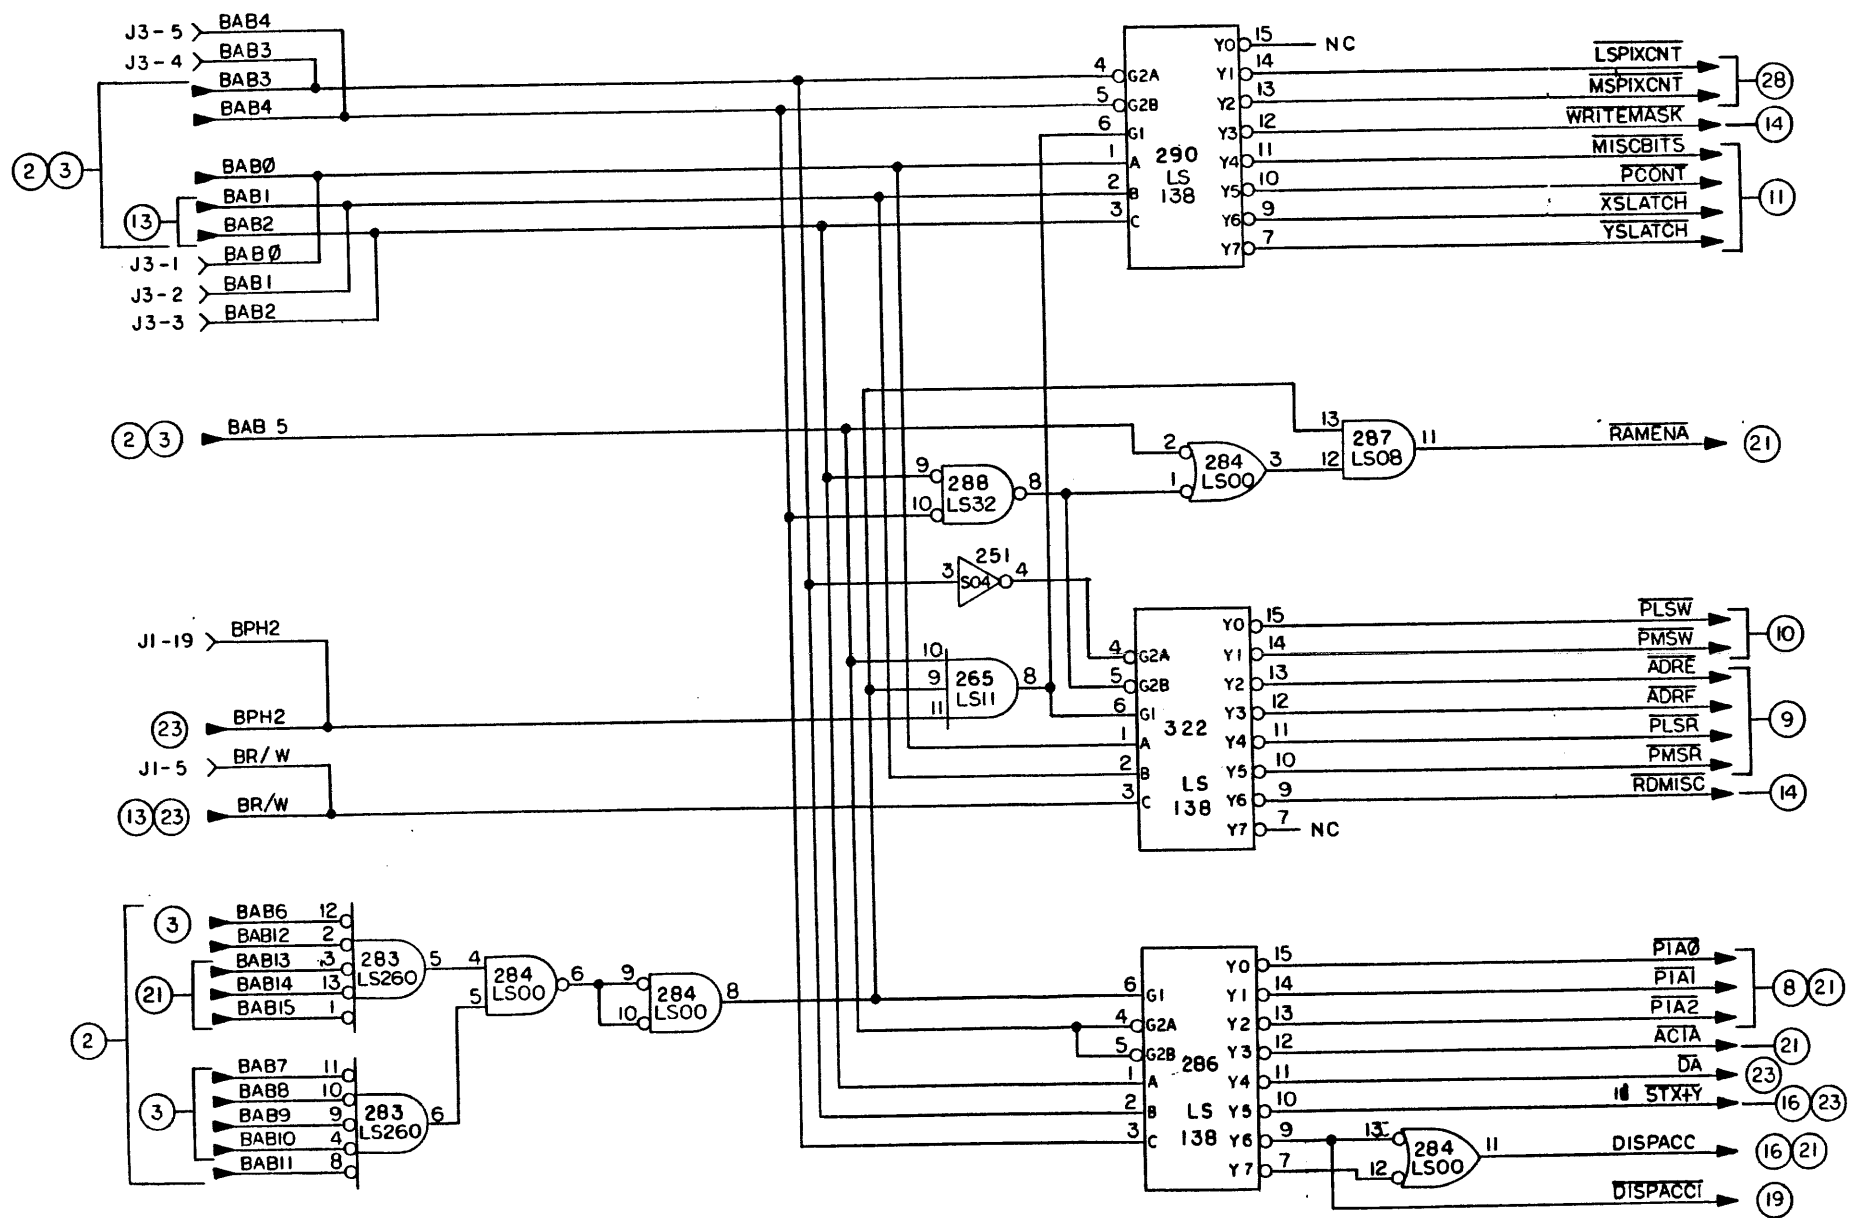 J3-5 BAB4
J3-4 BAB3
BAB3
BAB4
2 3
BABØ
13 BAB1
BAB2
J3-1 BABØ
J3-2 BAB1
J3-3 BAB2
4 G2A
5 G2B
6 G1
1 A
2 B
3 C
290
LS
138
Y0 15 NC
Y1 14 LSPIXCNT
Y2 13 MSPIXCNT
28
Y3 12 WRITEMASK 14
Y4 11 MISCBITS
Y5 10 PCONT
Y6 9 XSLATCH
Y7 7 YSLATCH
11
2 3 BAB 5
9
10
288
LS32
8
2
1
284
LS00
3
13
12
287
LS08
11 RAMENA 21
251
3 S04 4
J1-19 BPH2
23 BPH2
J1-5 BR/W
13 23 BR/W
10
9
11
265
LS11
8
4 G2A
5 G2B
6 G1
1 A
2 B
3 C
322
LS
138
Y0 15 PLSW
Y1 14 PMSW
10
Y2 13 ADRE
Y3 12 ADRF
Y4 11 PLSR
Y5 10 PMSR
9
Y6 9 RDMISC 14
Y7 7 NC
2
3 BAB6 12
BAB12 2
BAB13 3
BAB14 13
BAB15 1
21
283
LS260
5
BAB7 11
BAB8 10
BAB9 9
BAB10 4
BAB11 8
3
283
LS260
6
4
5
284
LS00
6
9
10
284
LS00
8
6 G1
4 G2A
5 G2B
1 A
2 B
3 C
286
LS
138
Y0 15 PIAØ
Y1 14 PIA1
Y2 13 PIA2
8 21
Y3 12 ACIA 21
Y4 11 DA 23
Y5 10 STX+Y 16 23
Y6 9
Y7 7
13
12
284
LS00
11 DISPACC 16 21
DISPACCI 19